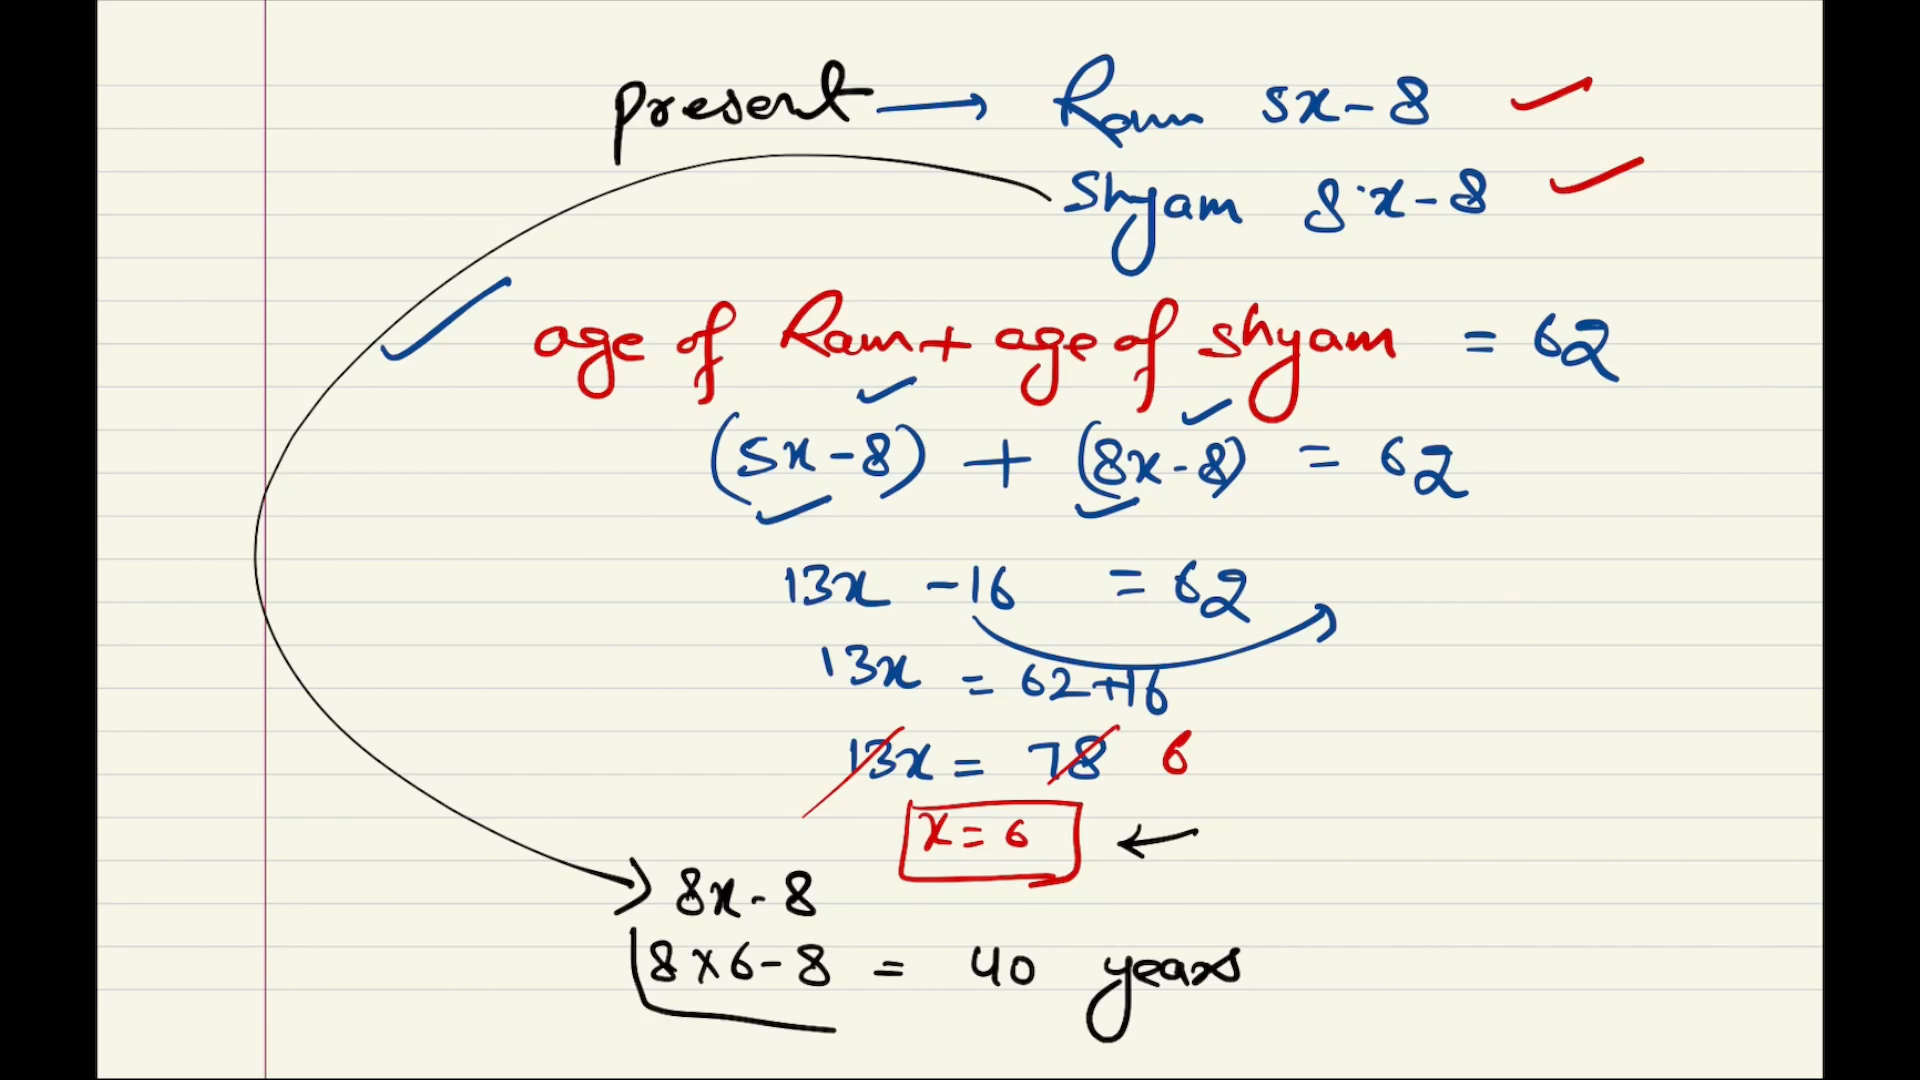 present → Ram 5x-8
Shyam 8x-8
age of Ram + age of Shyam = 62
(5x-8) + (8x-8) = 62
13x -16 = 62
13x = 62+16
13x = 78 6
x = 6 ←
8x-8
8x6-8 = 40 years